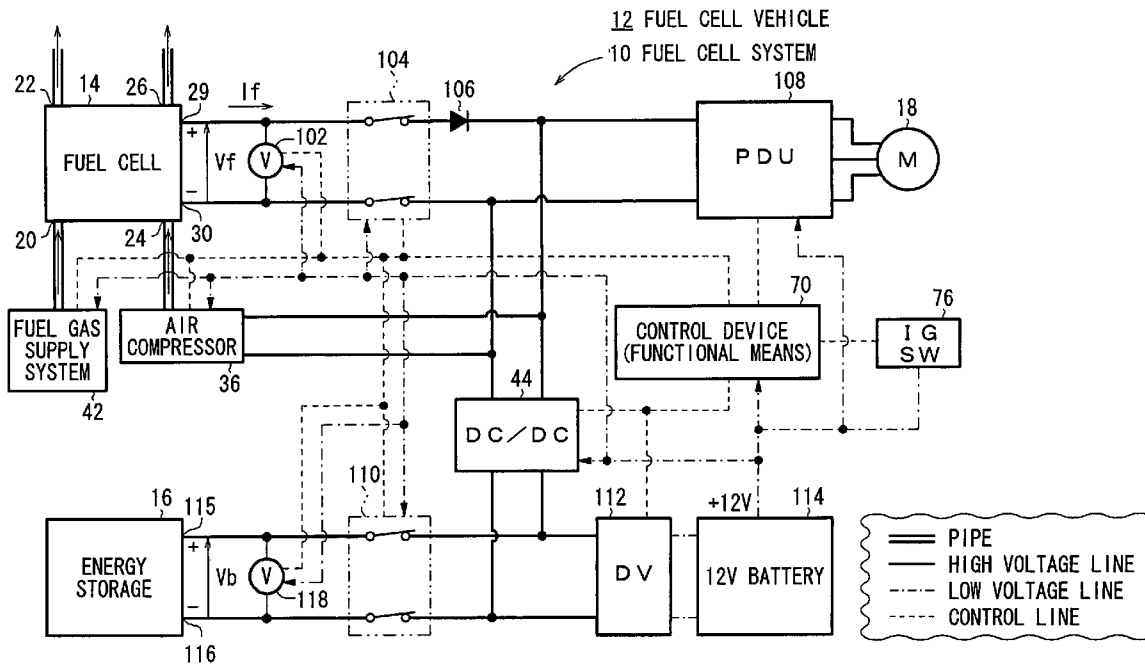 12 FUEL CELL VEHICLE
10 FUEL CELL SYSTEM
22
14
26
29
If
104
106
108
18
+
102
FUEL CELL
Vf
V
PDU
M
−
20
24
30
70
76
FUEL GAS
SUPPLY
SYSTEM
AIR
COMPRESSOR
CONTROL DEVICE
(FUNCTIONAL MEANS)
IG
SW
36
42
44
DC/DC
110
+12V
16
115
112
114
+
ENERGY
STORAGE
Vb
V
DV
12V BATTERY
−
118
116
PIPE
HIGH VOLTAGE LINE
LOW VOLTAGE LINE
CONTROL LINE